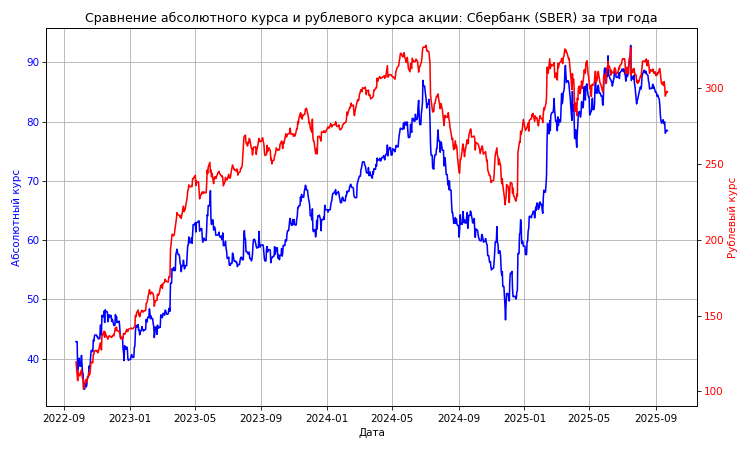 Сравнение абсолютного курса и рублевого курса акции: Сбербанк (SBER) за три года
Абсолютный курс
90
80
70
60
50
40
Рублевый курс
300
250
200
150
100
2022-09 2023-01 2023-05 2023-09 2024-01 2024-05 2024-09 2025-01 2025-05 2025-09
Дата